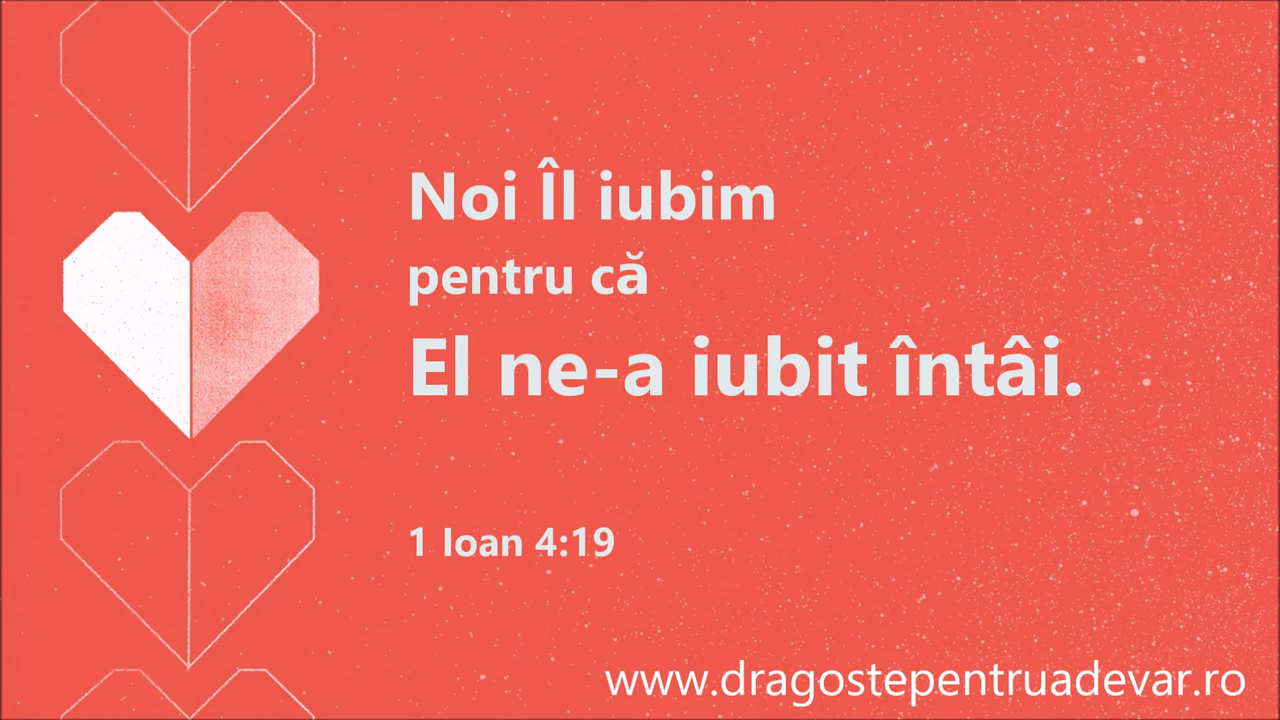 Noi Îl iubim
pentru că
El ne-a iubit întâi.
1 Ioan 4:19
www.dragostepentruadevar.ro